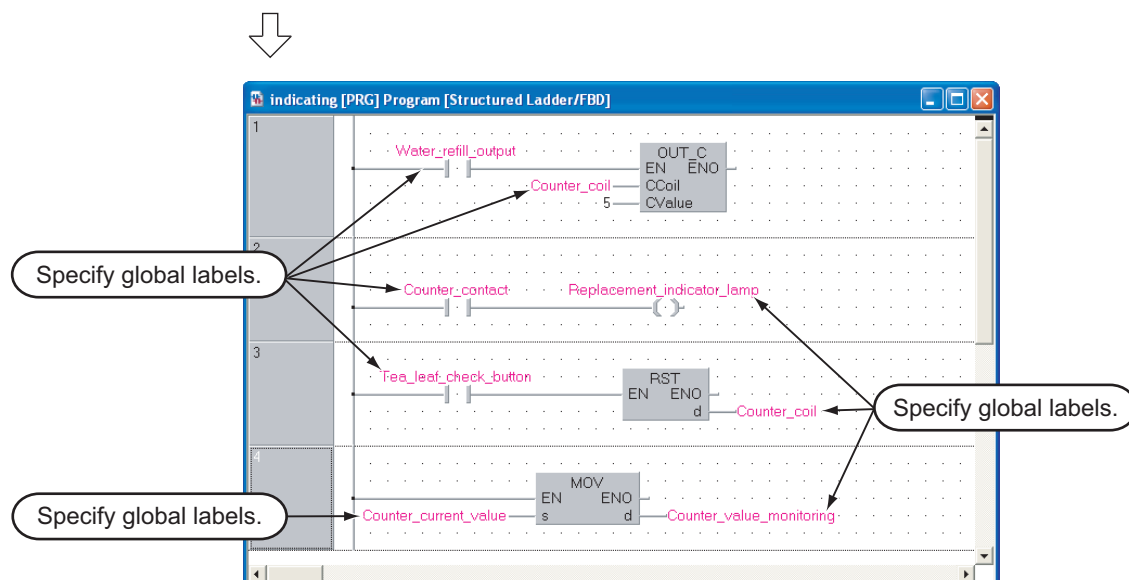 indicating [PRG] Program [Structured Ladder/FBD]
1
Water_refill_output
OUT_C
EN ENO
Counter_coil CCoil
5 CValue
2
Specify global labels.
Counter_contact Replacement_indicator_lamp
3
Tea_leaf_check_button
RST
EN ENO
d Counter_coil
Specify global labels.
4
MOV
EN ENO
Specify global labels.
Counter_current_value s d Counter_value_monitoring